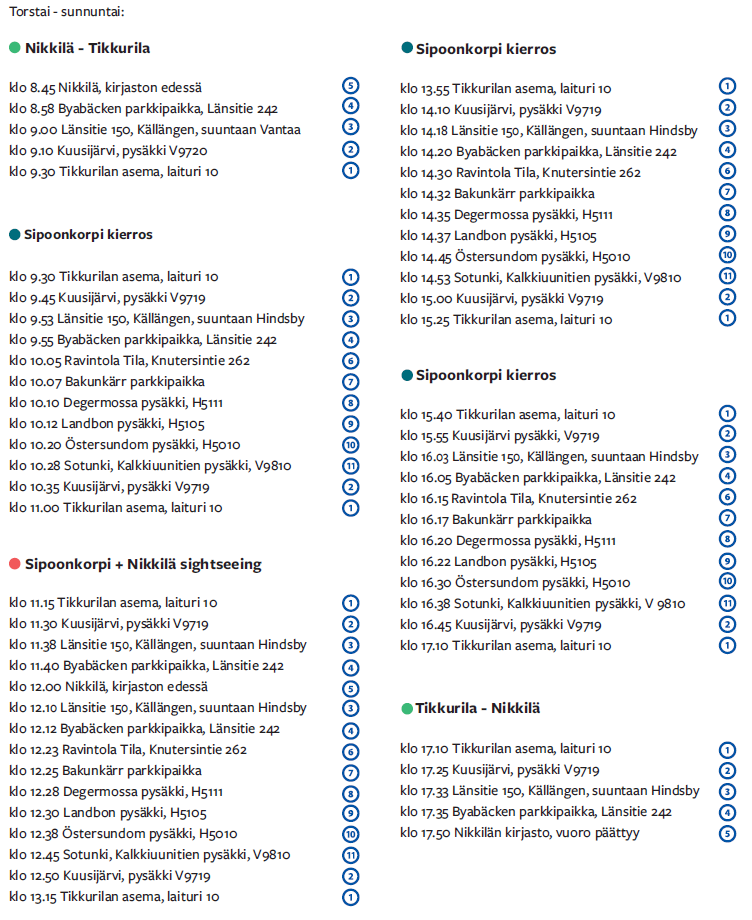 Torstai - sunnuntai:
Nikkilä - Tikkurila
klo 8.45 Nikkilä, kirjaston edessä 5
klo 8.58 Byabäcken parkkipaikka, Länsitie 242 4
klo 9.00 Länsitie 150, Källängen, suuntaan Vantaa 3
klo 9.10 Kuusijärvi, pysäkki V9720 2
klo 9.30 Tikkurilan asema, laituri 10 1
Sipoonkorpi kierros
klo 9.30 Tikkurilan asema, laituri 10 1
klo 9.45 Kuusijärvi, pysäkki V9719 2
klo 9.53 Länsitie 150, Källängen, suuntaan Hindsby 3
klo 9.55 Byabäcken parkkipaikka, Länsitie 242 4
klo 10.05 Ravintola Tila, Knutersintie 262 6
klo 10.07 Bakunkärr parkkipaikka 7
klo 10.10 Degermossa pysäkki, H5111 8
klo 10.12 Landbon pysäkki, H5105 9
klo 10.20 Östersundom pysäkki, H5010 10
klo 10.28 Sotunki, Kalkkiuunitien pysäkki, V9810 11
klo 10.35 Kuusijärvi, pysäkki V9719 2
klo 11.00 Tikkurilan asema, laituri 10 1
Sipoonkorpi + Nikkilä sightseeing
klo 11.15 Tikkurilan asema, laituri 10 1
klo 11.30 Kuusijärvi, pysäkki V9719 2
klo 11.38 Länsitie 150, Källängen, suuntaan Hindsby 3
klo 11.40 Byabäcken parkkipaikka, Länsitie 242 4
klo 12.00 Nikkilä, kirjaston edessä 5
klo 12.10 Länsitie 150, Källängen, suuntaan Hindsby 3
klo 12.12 Byabäcken parkkipaikka, Länsitie 242 4
klo 12.23 Ravintola Tila, Knutersintie 262 6
klo 12.25 Bakunkärr parkkipaikka 7
klo 12.28 Degermossa pysäkki, H5111 8
klo 12.30 Landbon pysäkki, H5105 9
klo 12.38 Östersundom pysäkki, H5010 10
klo 12.45 Sotunki, Kalkkiuunitien pysäkki, V9810 11
klo 12.50 Kuusijärvi, pysäkki V9719 2
klo 13.15 Tikkurilan asema, laituri 10 1
Sipoonkorpi kierros
klo 13.55 Tikkurilan asema, laituri 10 1
klo 14.10 Kuusijärvi, pysäkki V9719 2
klo 14.18 Länsitie 150, Källängen, suuntaan Hindsby 3
klo 14.20 Byabäcken parkkipaikka, Länsitie 242 4
klo 14.30 Ravintola Tila, Knutersintie 262 6
klo 14.32 Bakunkärr parkkipaikka 7
klo 14.35 Degermossa pysäkki, H5111 8
klo 14.37 Landbon pysäkki, H5105 9
klo 14.45 Östersundom pysäkki, H5010 10
klo 14.53 Sotunki, Kalkkiuunitien pysäkki, V9810 11
klo 15.00 Kuusijärvi, pysäkki V9719 2
klo 15.25 Tikkurilan asema, laituri 10 1
Sipoonkorpi kierros
klo 15.40 Tikkurilan asema, laituri 10 1
klo 15.55 Kuusijärvi pysäkki, V9719 2
klo 16.03 Länsitie 150, Källängen, suuntaan Hindsby 3
klo 16.05 Byabäcken parkkipaikka, Länsitie 242 4
klo 16.15 Ravintola Tila, Knutersintie 262 6
klo 16.17 Bakunkärr parkkipaikka 7
klo 16.20 Degermossa pysäkki, H5111 8
klo 16.22 Landbon pysäkki, H5105 9
klo 16.30 Östersundom pysäkki, H5010 10
klo 16.38 Sotunki, Kalkkiuunitien pysäkki, V 9810 11
klo 16.45 Kuusijärvi, pysäkki V9719 2
klo 17.10 Tikkurilan asema, laituri 10 1
Tikkurila - Nikkilä
klo 17.10 Tikkurilan asema, laituri 10 1
klo 17.25 Kuusijärvi, pysäkki V9719 2
klo 17.33 Länsitie 150, Källängen, suuntaan Hindsby 3
klo 17.35 Byabäcken parkkipaikka, Länsitie 242 4
klo 17.50 Nikkilän kirjasto, vuoro päättyy 5